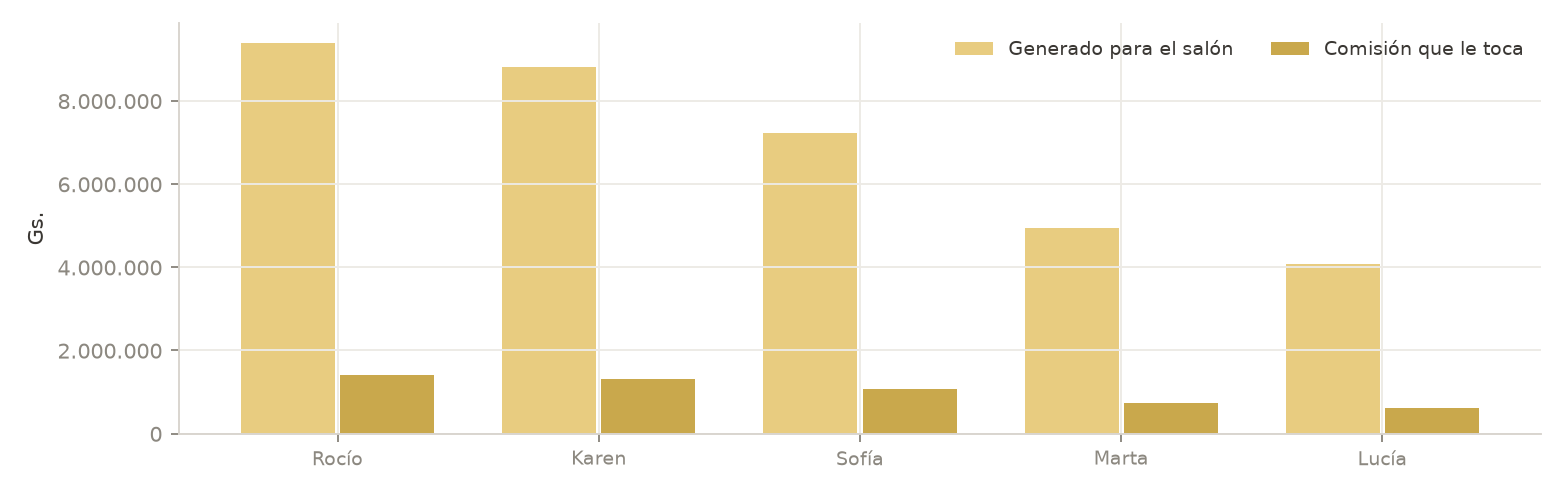 Generado para el salón
Comisión que le toca
8.000.000
6.000.000
4.000.000
2.000.000
0
Gs.
Rocío
Karen
Sofía
Marta
Lucía